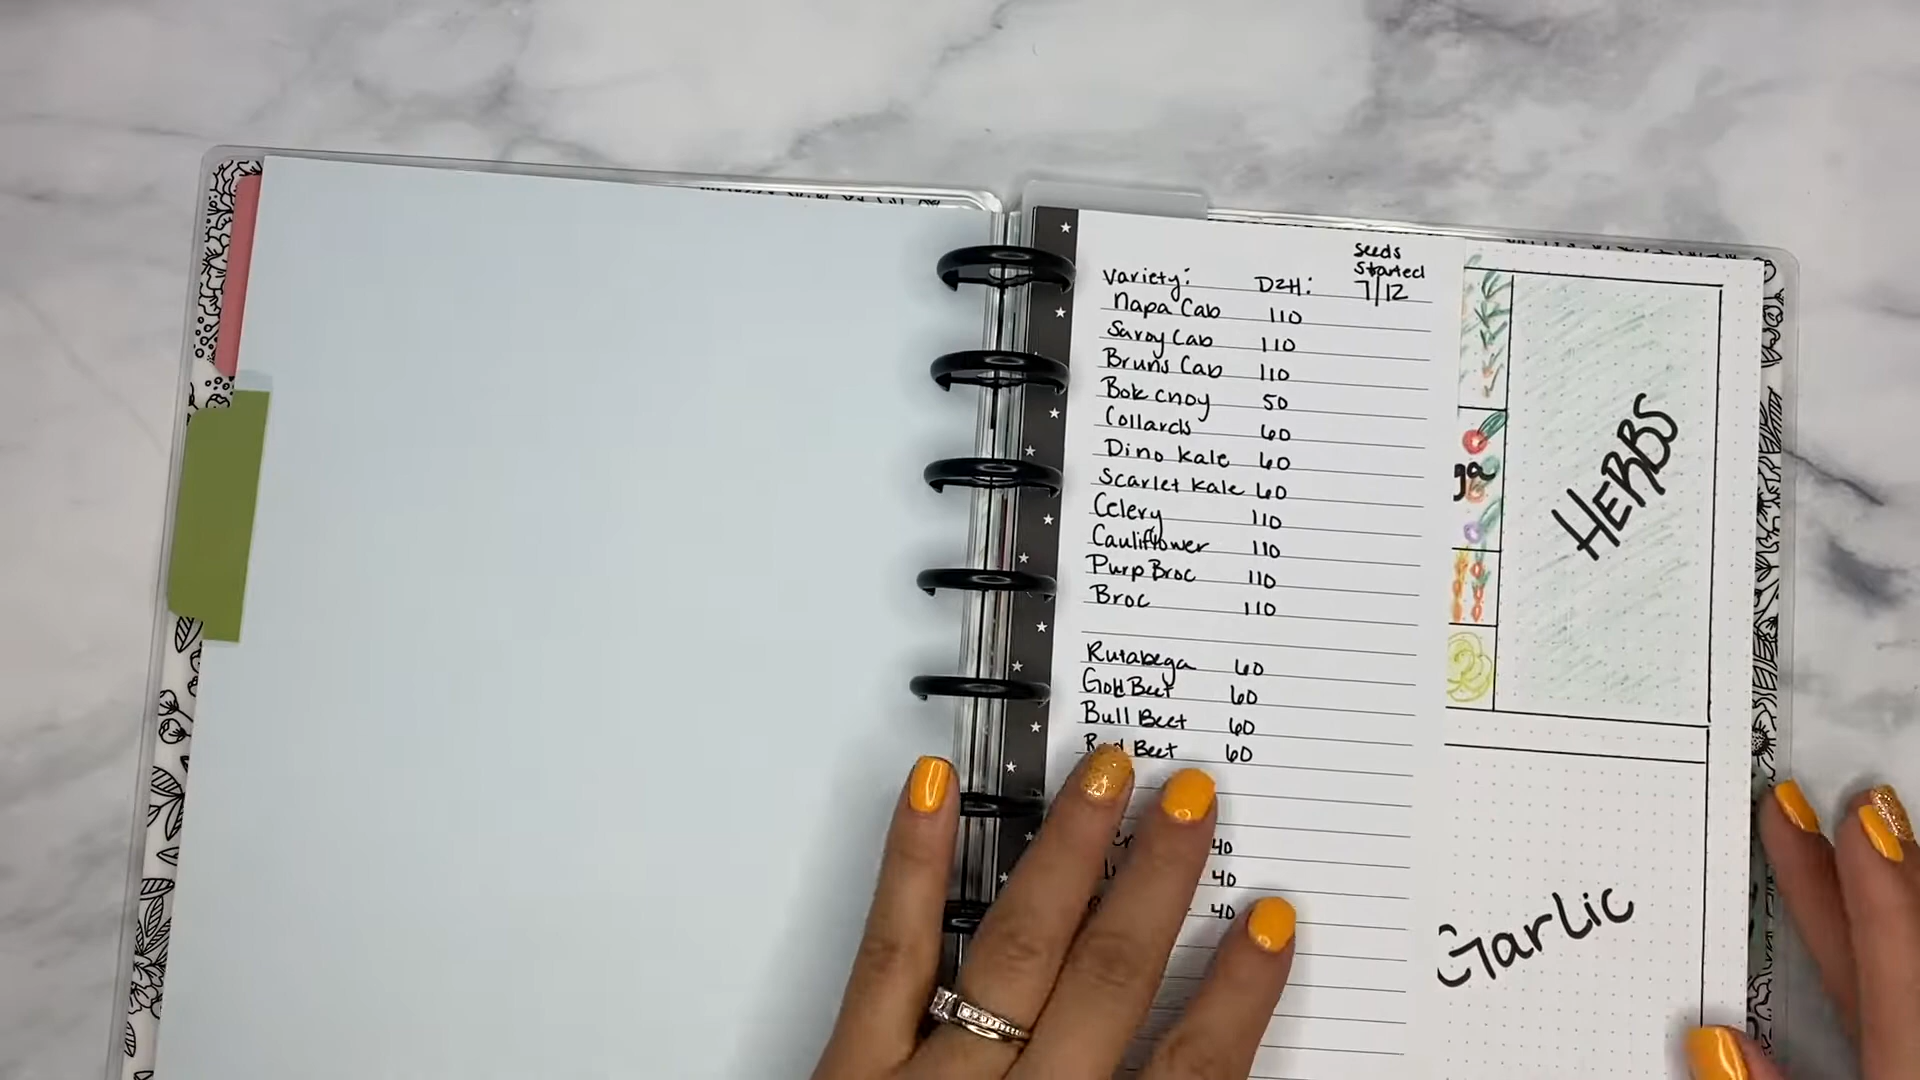 Seeds
Started
7/12
Variety: D2H:
Napa Cab 110
Savoy Cab 110
Bruns Cab 110
Bok choy 50
Collards 60
Dino Kale 60
Scarlet Kale 60
Celery 110
Cauliflower 110
Purp Broc 110
Broc 110
Rutabega 60
Gold Beet 60
Bull Beet 60
Red Beet 60
40
40
40
ga
HERBS
Garlic